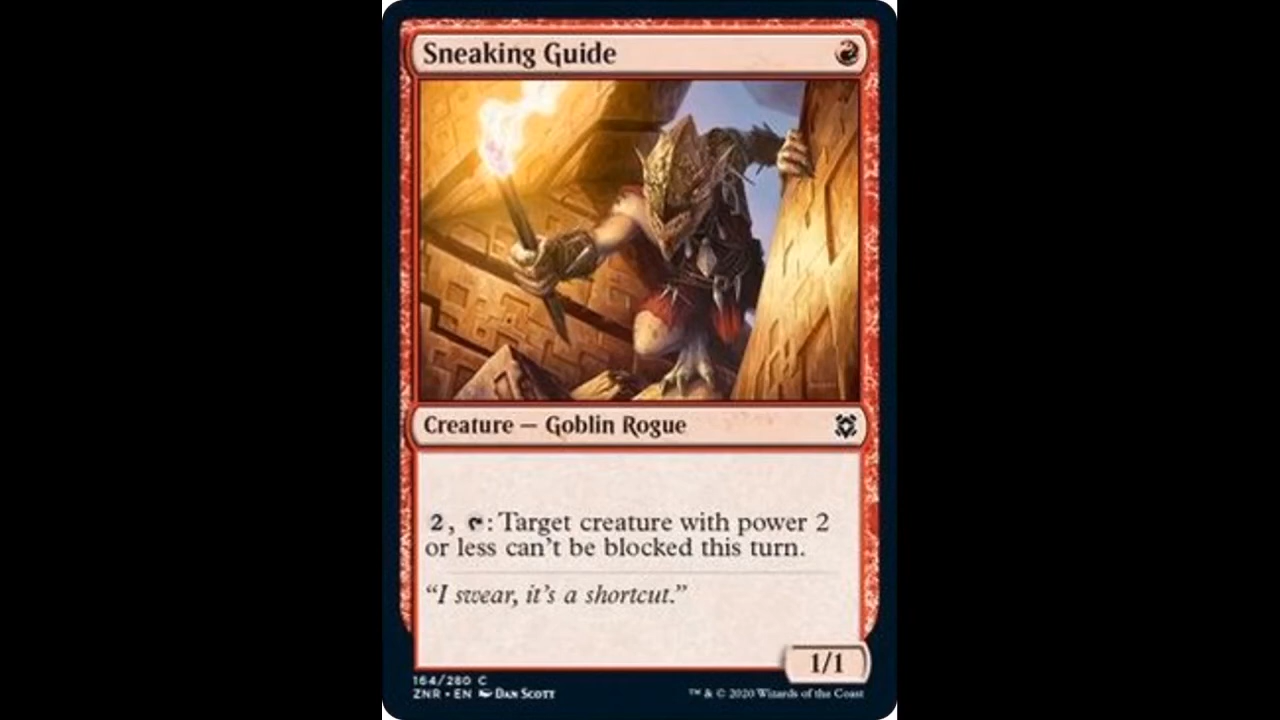 Sneaking Guide
Creature — Goblin Rogue
2, : Target creature with power 2
or less can't be blocked this turn.
“I swear, it's a shortcut.”
1/1
164/280 C
ZNR • EN Dan Scott
™ & © 2020 Wizards of the Coast